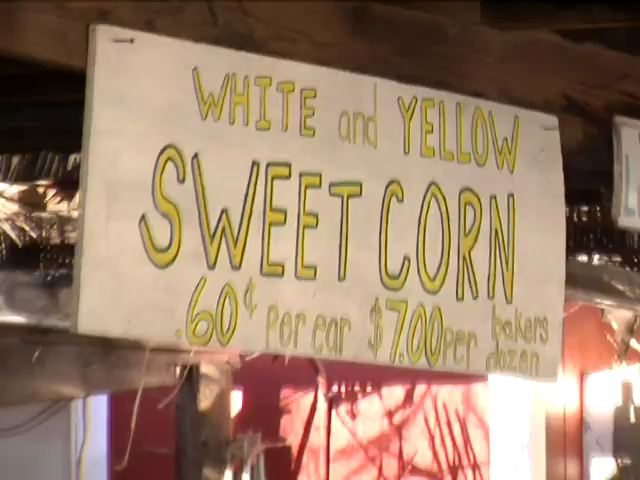 WHITE and YELLOW
SWEET CORN
.60¢ per ear $7.00 per bakers dozen